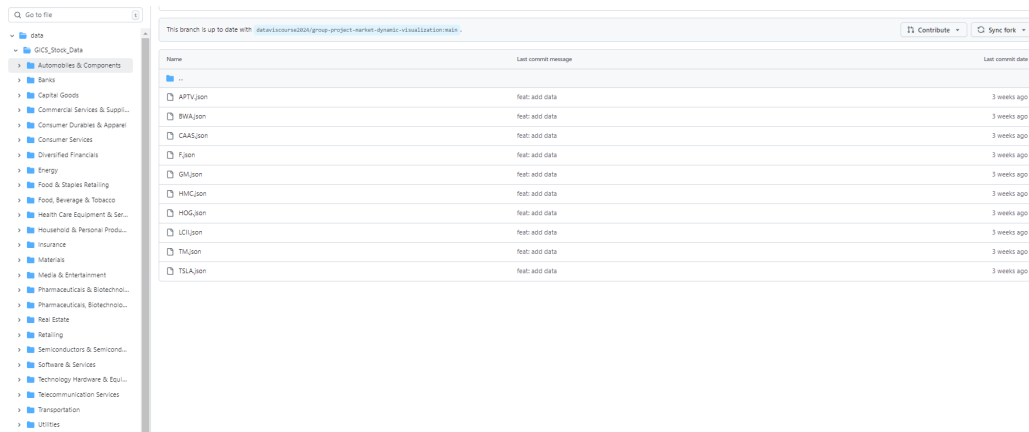 Go to file
t
data
GICS_Stock_Data
Automobiles & Components
Banks
Capital Goods
Commercial Services & Suppli...
Consumer Durables & Apparel
Consumer Services
Diversified Financials
Energy
Food & Staples Retailing
Food, Beverage & Tobacco
Health Care Equipment & Ser...
Household & Personal Produ...
Insurance
Materials
Media & Entertainment
Pharmaceuticals & Biotechnol...
Pharmaceuticals, Biotechnolo...
Real Estate
Retailing
Semiconductors & Semicond...
Software & Services
Technology Hardware & Equi...
Telecommunication Services
Transportation
Utilities
This branch is up to date with dataviscourse2024/group-project-market-dynamic-visualization:main .
Contribute
Sync fork
Name Last commit message Last commit date
..
APTV.json feat: add data 3 weeks ago
BWA.json feat: add data 3 weeks ago
CAAS.json feat: add data 3 weeks ago
F.json feat: add data 3 weeks ago
GM.json feat: add data 3 weeks ago
HMC.json feat: add data 3 weeks ago
HOG.json feat: add data 3 weeks ago
LCII.json feat: add data 3 weeks ago
TM.json feat: add data 3 weeks ago
TSLA.json feat: add data 3 weeks ago